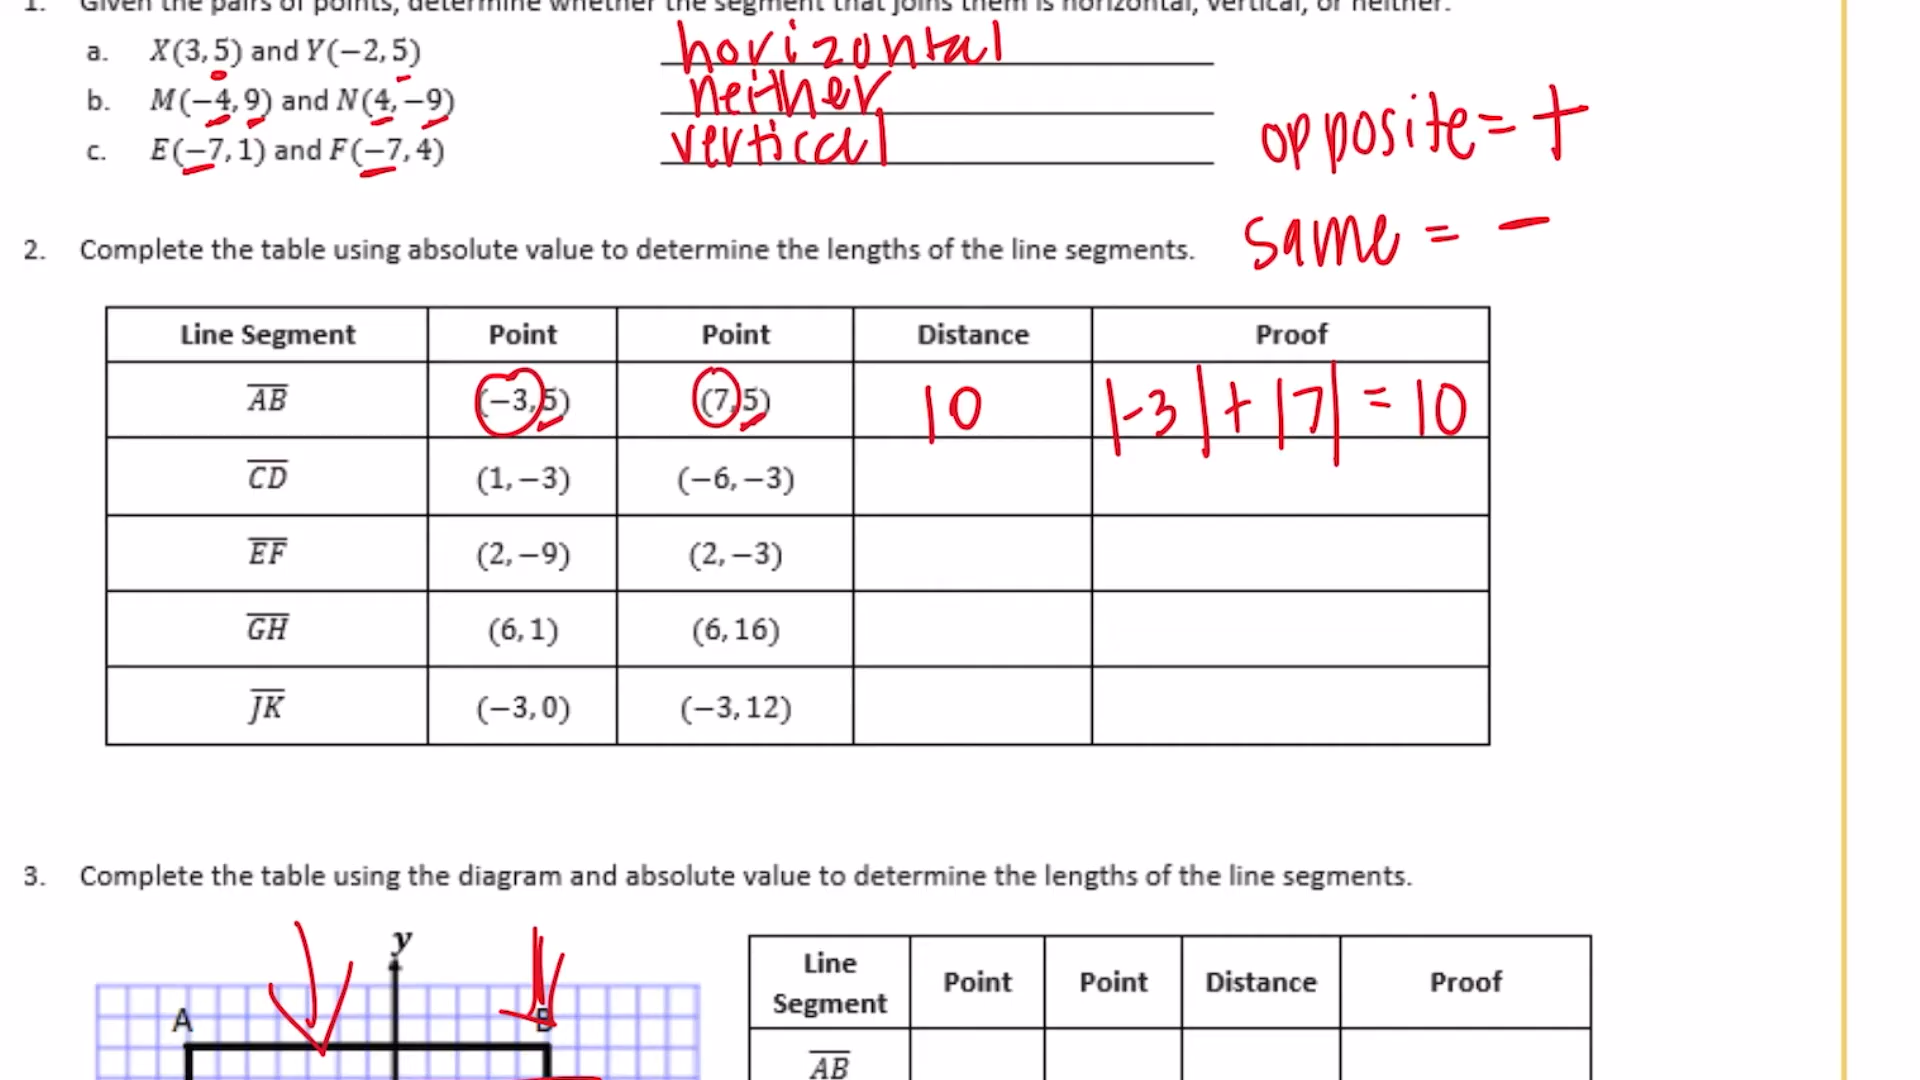 1. Given the pairs of points, determine whether the segment that joins them is horizontal, vertical, or neither.
a. X(3,5) and Y(−2,5) horizontal
b. M(−4,9) and N(4,−9) neither
c. E(−7,1) and F(−7,4) vertical
opposite = +
same = −
2. Complete the table using absolute value to determine the lengths of the line segments.
Line Segment Point Point Distance Proof
AB (−3,5) (7,5) 10 |-3| + |7| = 10
CD (1,−3) (−6,−3)
EF (2,−9) (2,−3)
GH (6,1) (6,16)
JK (−3,0) (−3,12)
3. Complete the table using the diagram and absolute value to determine the lengths of the line segments.
y
A B
Line Segment Point Point Distance Proof
AB